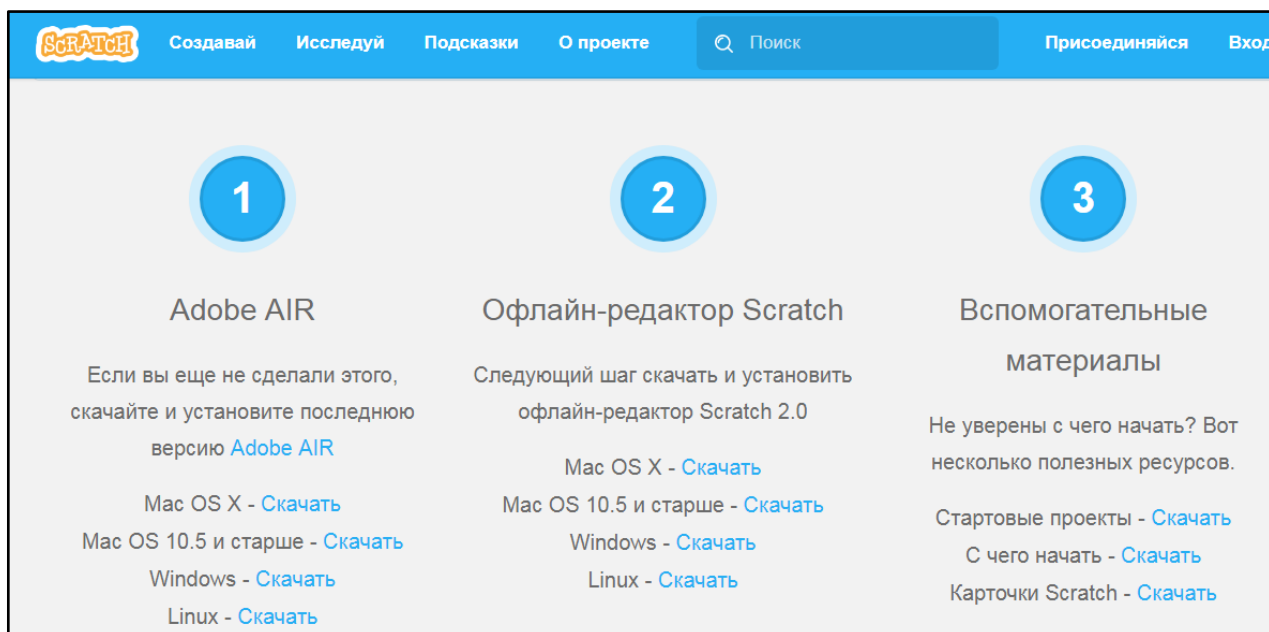 SCRATCH Создавай Исследуй Подсказки О проекте Поиск Присоединяйся Вход
1
Adobe AIR
Если вы еще не сделали этого,
скачайте и установите последнюю
версию Adobe AIR
Mac OS X - Скачать
Mac OS 10.5 и старше - Скачать
Windows - Скачать
Linux - Скачать
2
Офлайн-редактор Scratch
Следующий шаг скачать и установить
офлайн-редактор Scratch 2.0
Mac OS X - Скачать
Mac OS 10.5 и старше - Скачать
Windows - Скачать
Linux - Скачать
3
Вспомогательные
материалы
Не уверены с чего начать? Вот
несколько полезных ресурсов.
Стартовые проекты - Скачать
С чего начать - Скачать
Карточки Scratch - Скачать